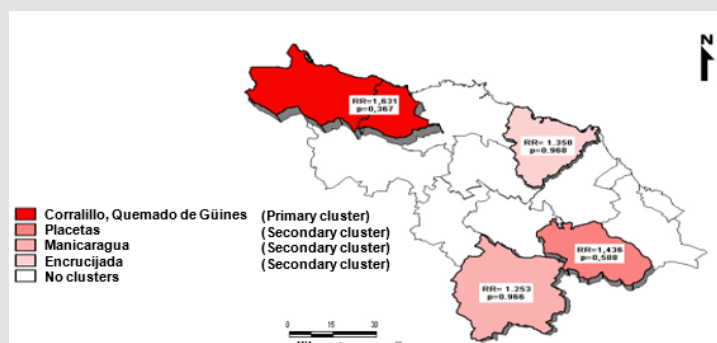 N
RR=1,631
p=0,367
RR= 1.358
p=0.968
RR=1,436
p=0,588
RR= 1.253
p=0.966
Corralillo, Quemado de Güines (Primary cluster)
Placetas (Secondary cluster)
Manicaragua (Secondary cluster)
Encrucijada (Secondary cluster)
No clusters
0 15 30